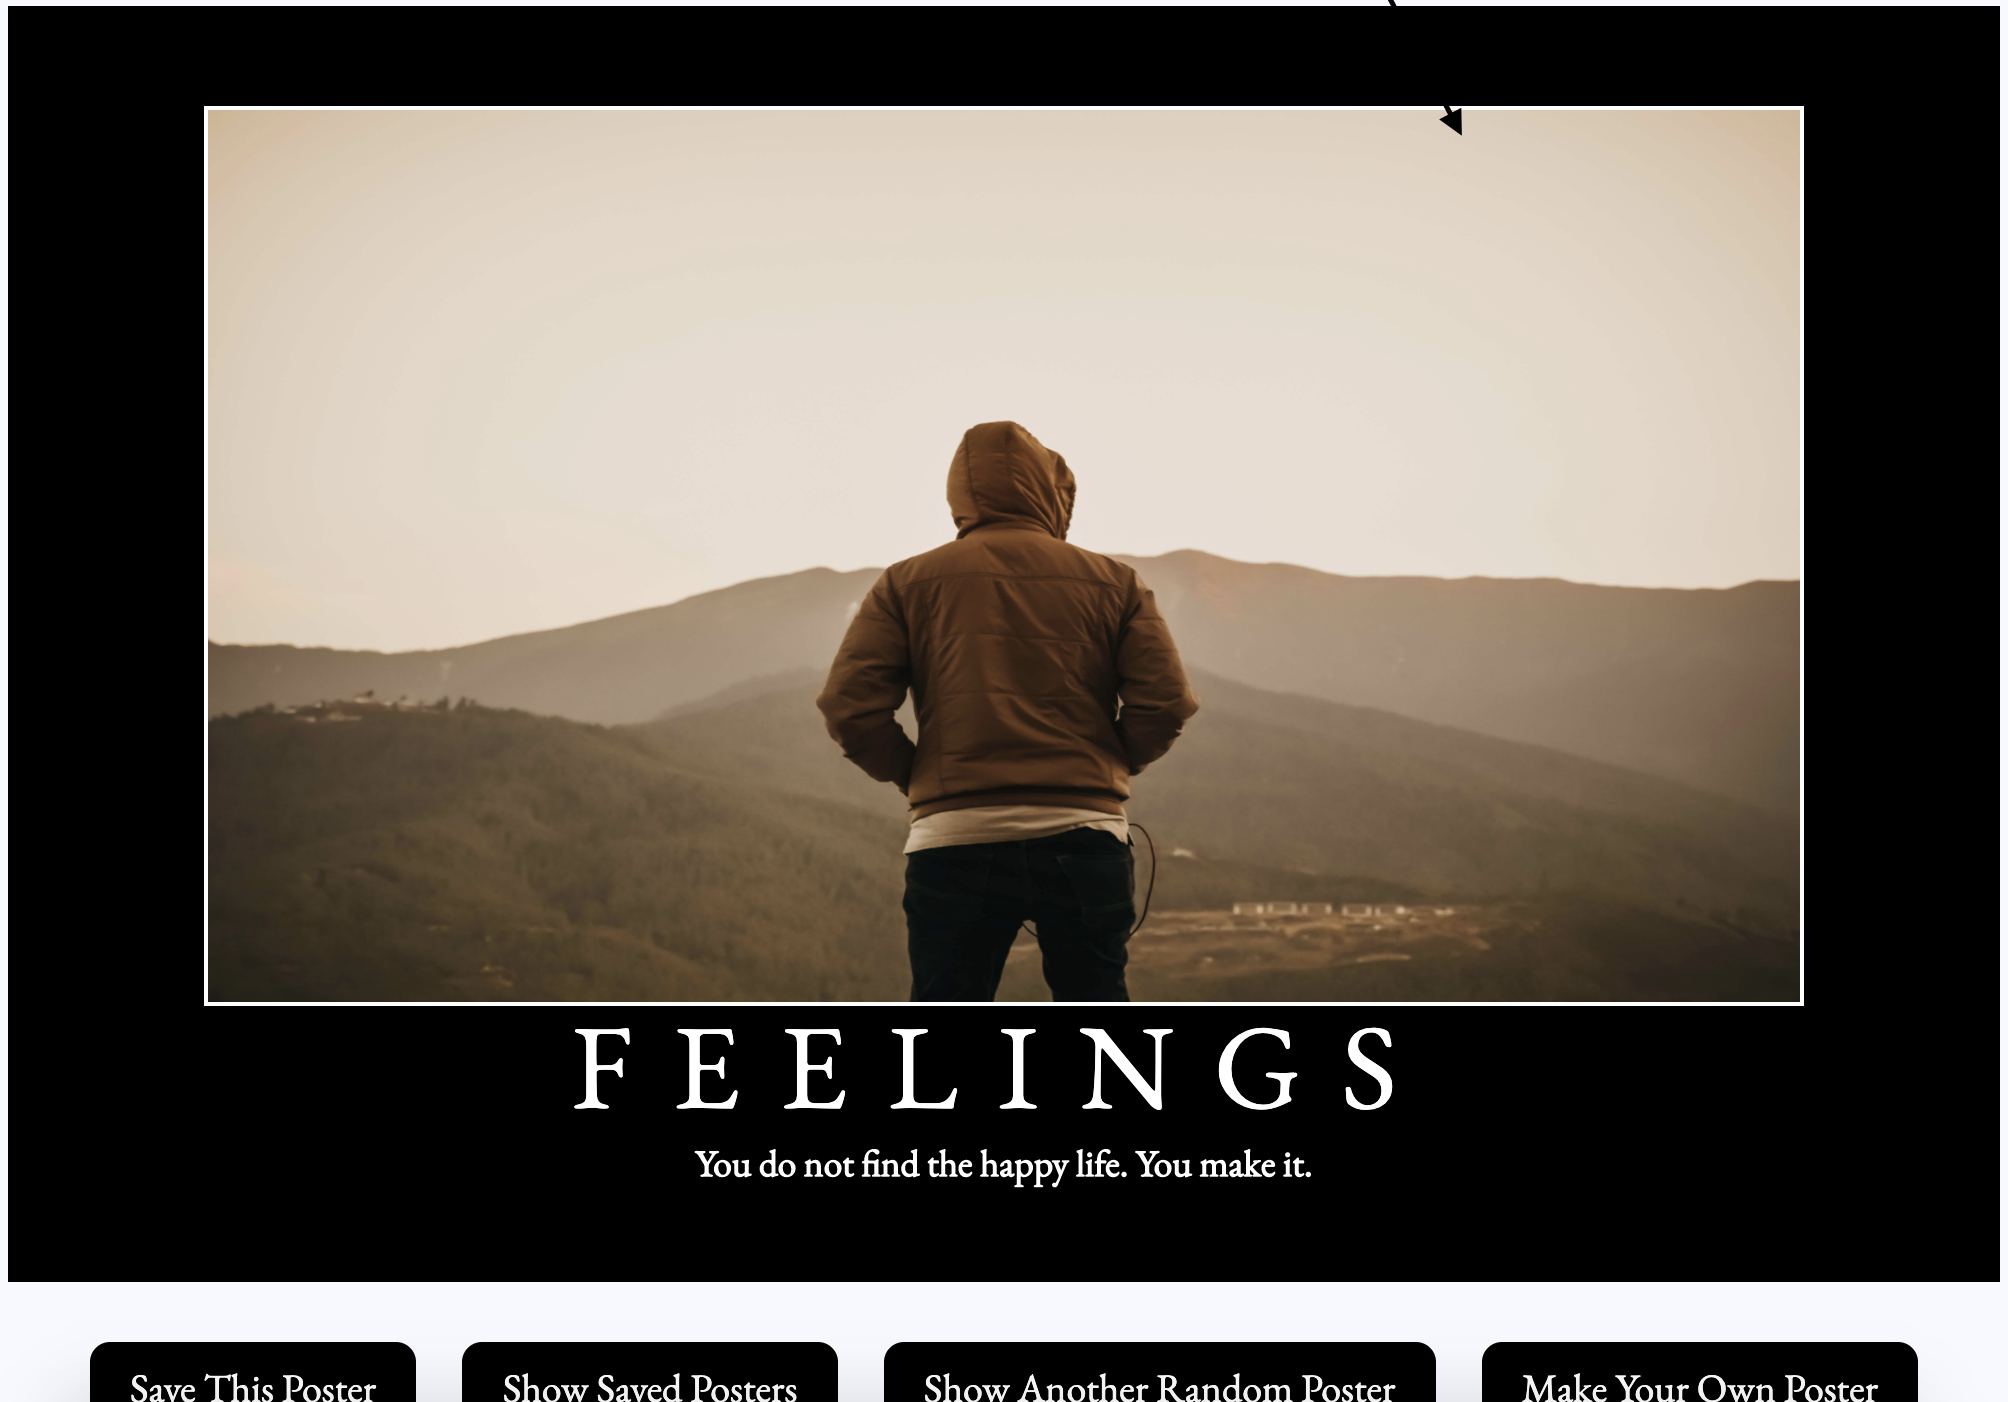 FEELINGS
You do not find the happy life. You make it.
Save This Poster
Show Saved Posters
Show Another Random Poster
Make Your Own Poster